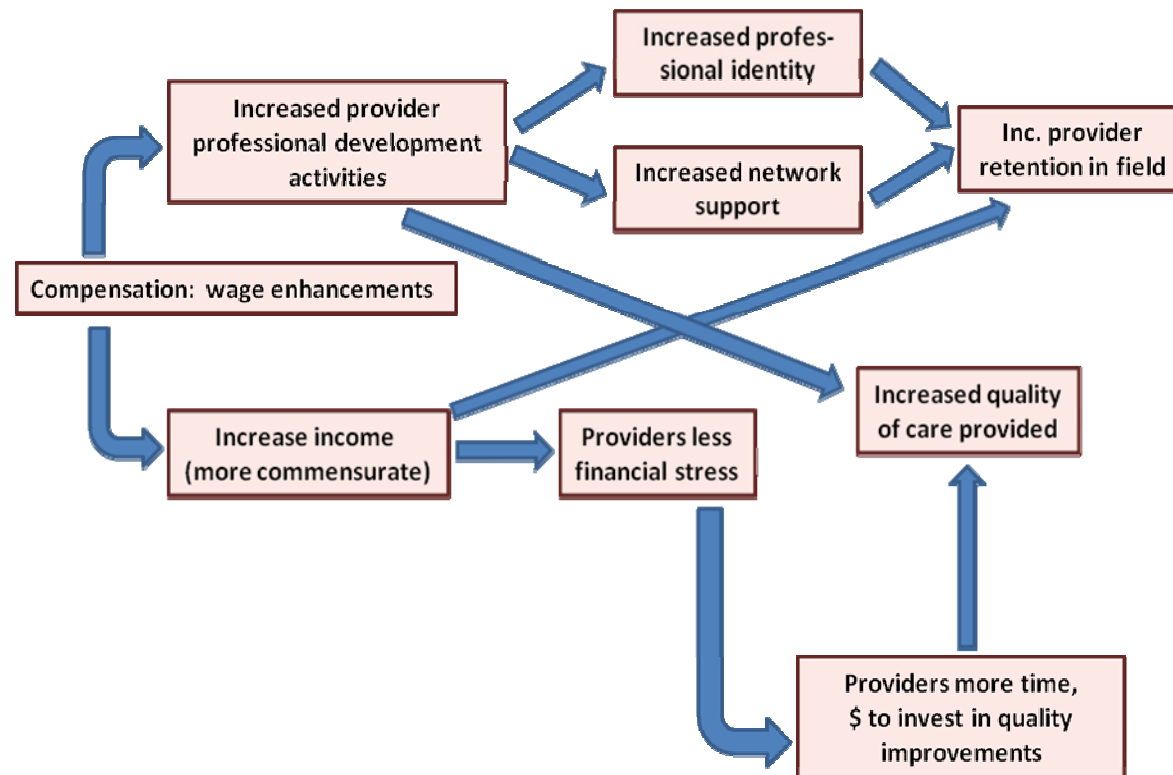 Increased profes-
sional identity
Increased provider
professional development
activities
Inc. provider
retention in field
Increased network
support
Compensation:  wage enhancements
Increased quality
of care provided
Increase income
(more commensurate)
Providers less
financial stress
Providers more time,
$ to invest in quality
improvements